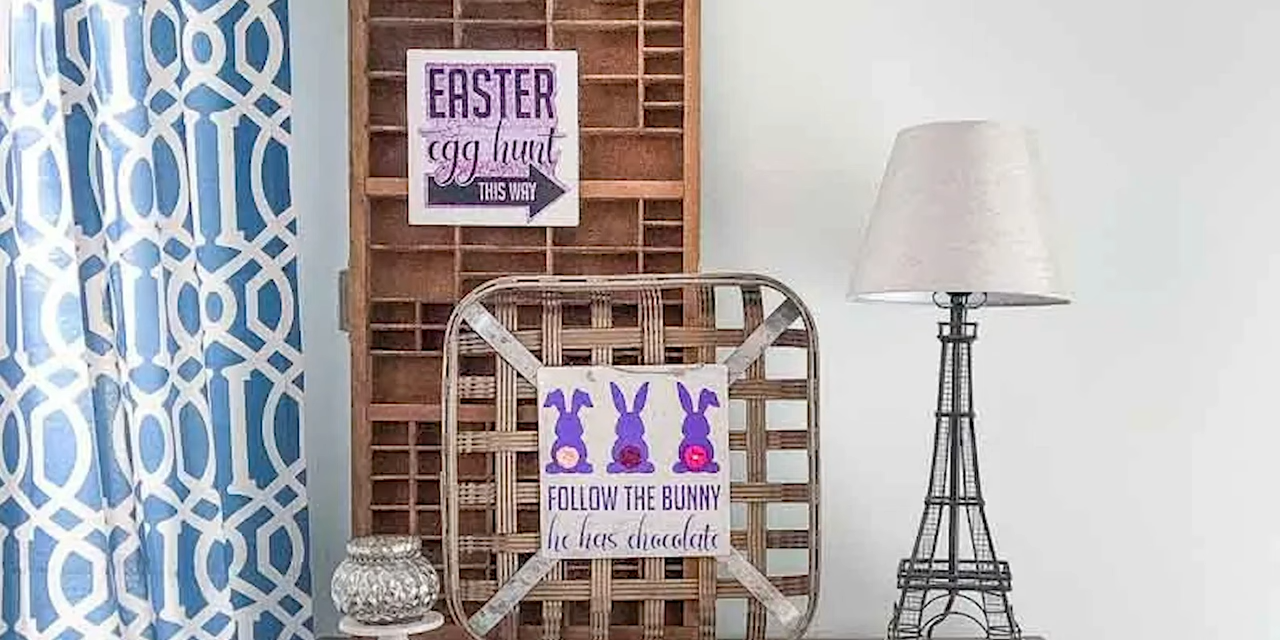 EASTER
egg hunt
THIS WAY
FOLLOW THE BUNNY
he has chocolate